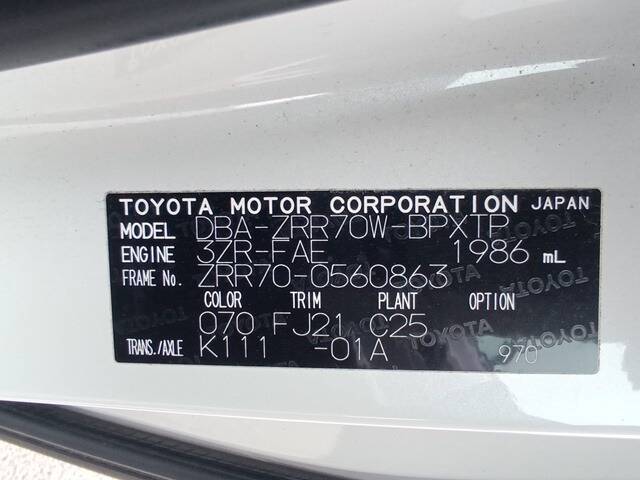 TOYOTA MOTOR CORPORATION JAPAN
MODEL DBA-ZRR70W-BPXTP
ENGINE 3ZR-FAE 1986 mL
FRAME No. ZRR70-0560863
COLOR TRIM PLANT OPTION
070 FJ21 C25
TRANS./AXLE K111 -01A 970